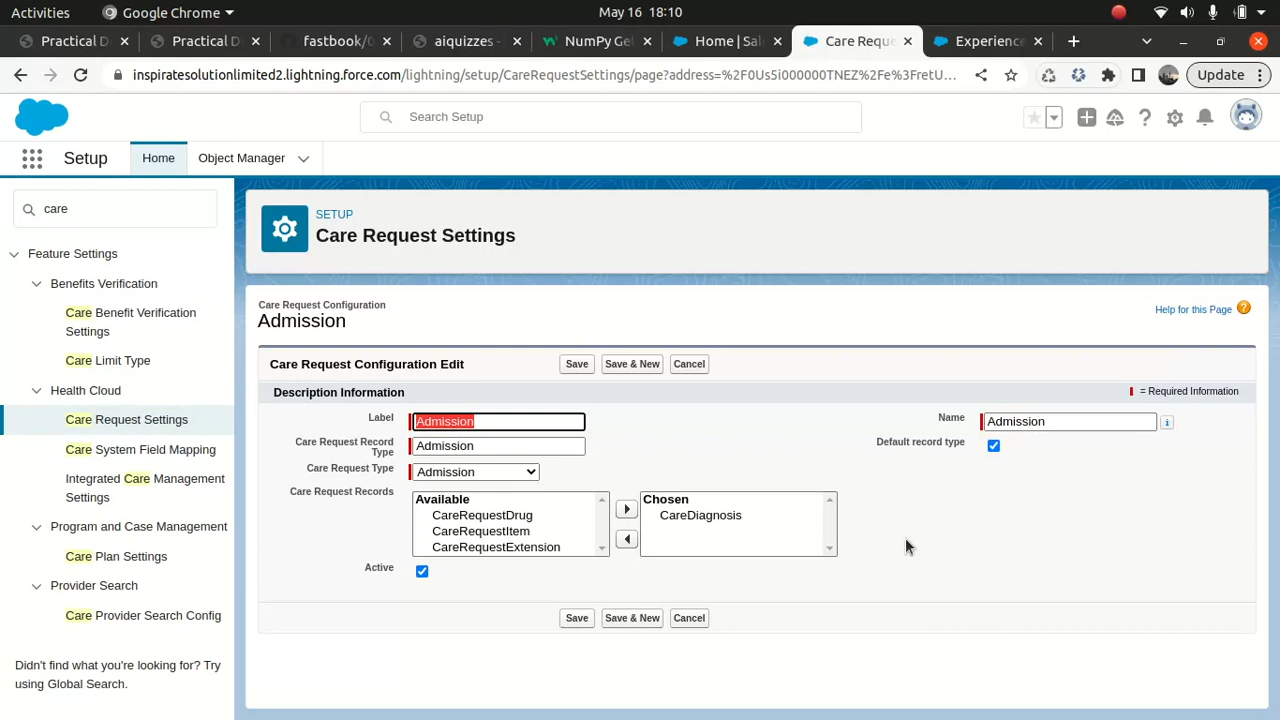 Activities
Google Chrome
May 16 18:10
Practical D
Practical D
fastbook/0
aiquizzes -
NumPy Ge
Home | Sal
Care Reque
Experience
inspiratesolutionlimited2.lightning.force.com/lightning/setup/CareRequestSettings/page?address=%2F0Us5i000000TNEZ%2Fe%3FretU...
Update
Search Setup
Setup
Home
Object Manager
care
Feature Settings
Benefits Verification
Care Benefit Verification
Settings
Care Limit Type
Health Cloud
Care Request Settings
Care System Field Mapping
Integrated Care Management
Settings
Program and Case Management
Care Plan Settings
Provider Search
Care Provider Search Config
Didn't find what you're looking for? Try
using Global Search.
SETUP
Care Request Settings
Care Request Configuration
Admission
Help for this Page
Care Request Configuration Edit
Save
Save & New
Cancel
Description Information
= Required Information
Label
Admission
Name
Admission
Care Request Record
Type
Admission
Default record type
Care Request Type
Admission
Care Request Records
Available
CareRequestDrug
CareRequestItem
CareRequestExtension
Chosen
CareDiagnosis
Active
Save
Save & New
Cancel